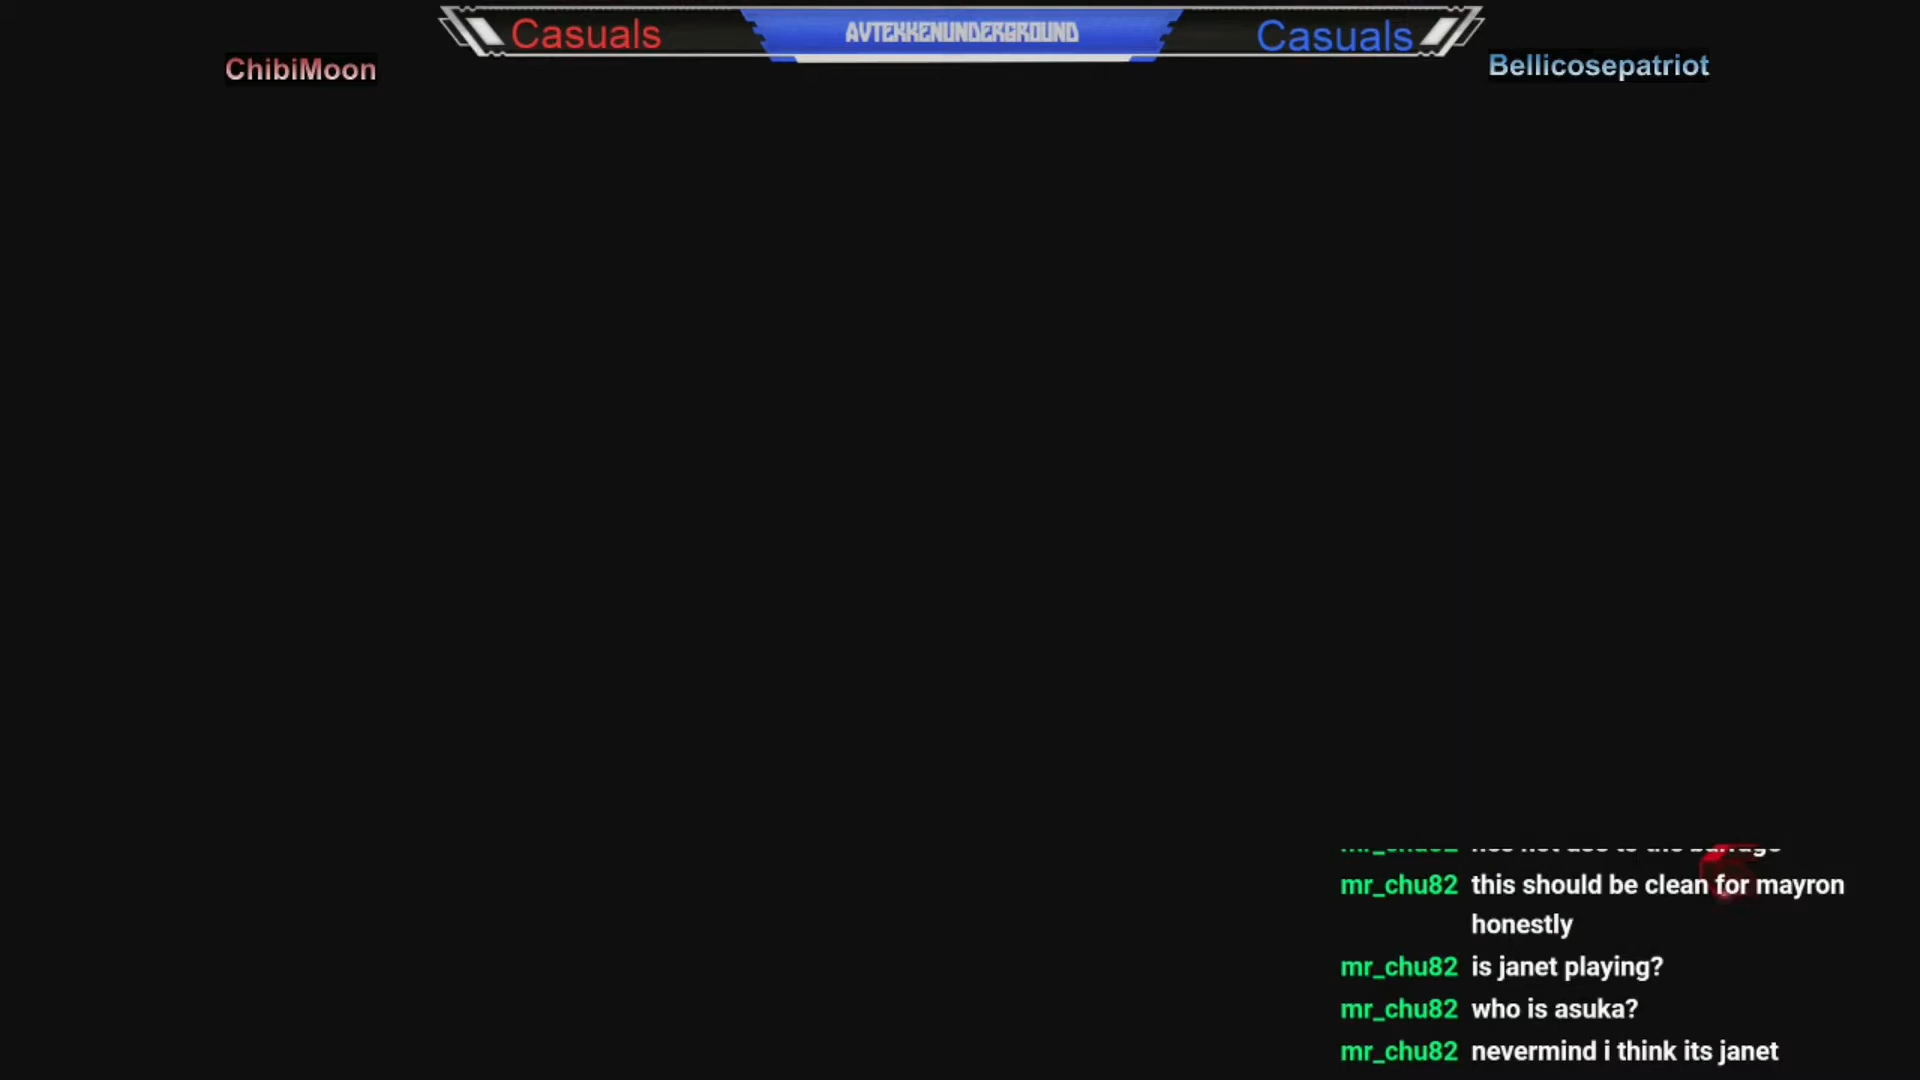 Casuals AVTEKKENUNDERGROUND Casuals
ChibiMoon Bellicosepatriot
mr_chu82 this should be clean for mayron
honestly
mr_chu82 is janet playing?
mr_chu82 who is asuka?
mr_chu82 nevermind i think its janet